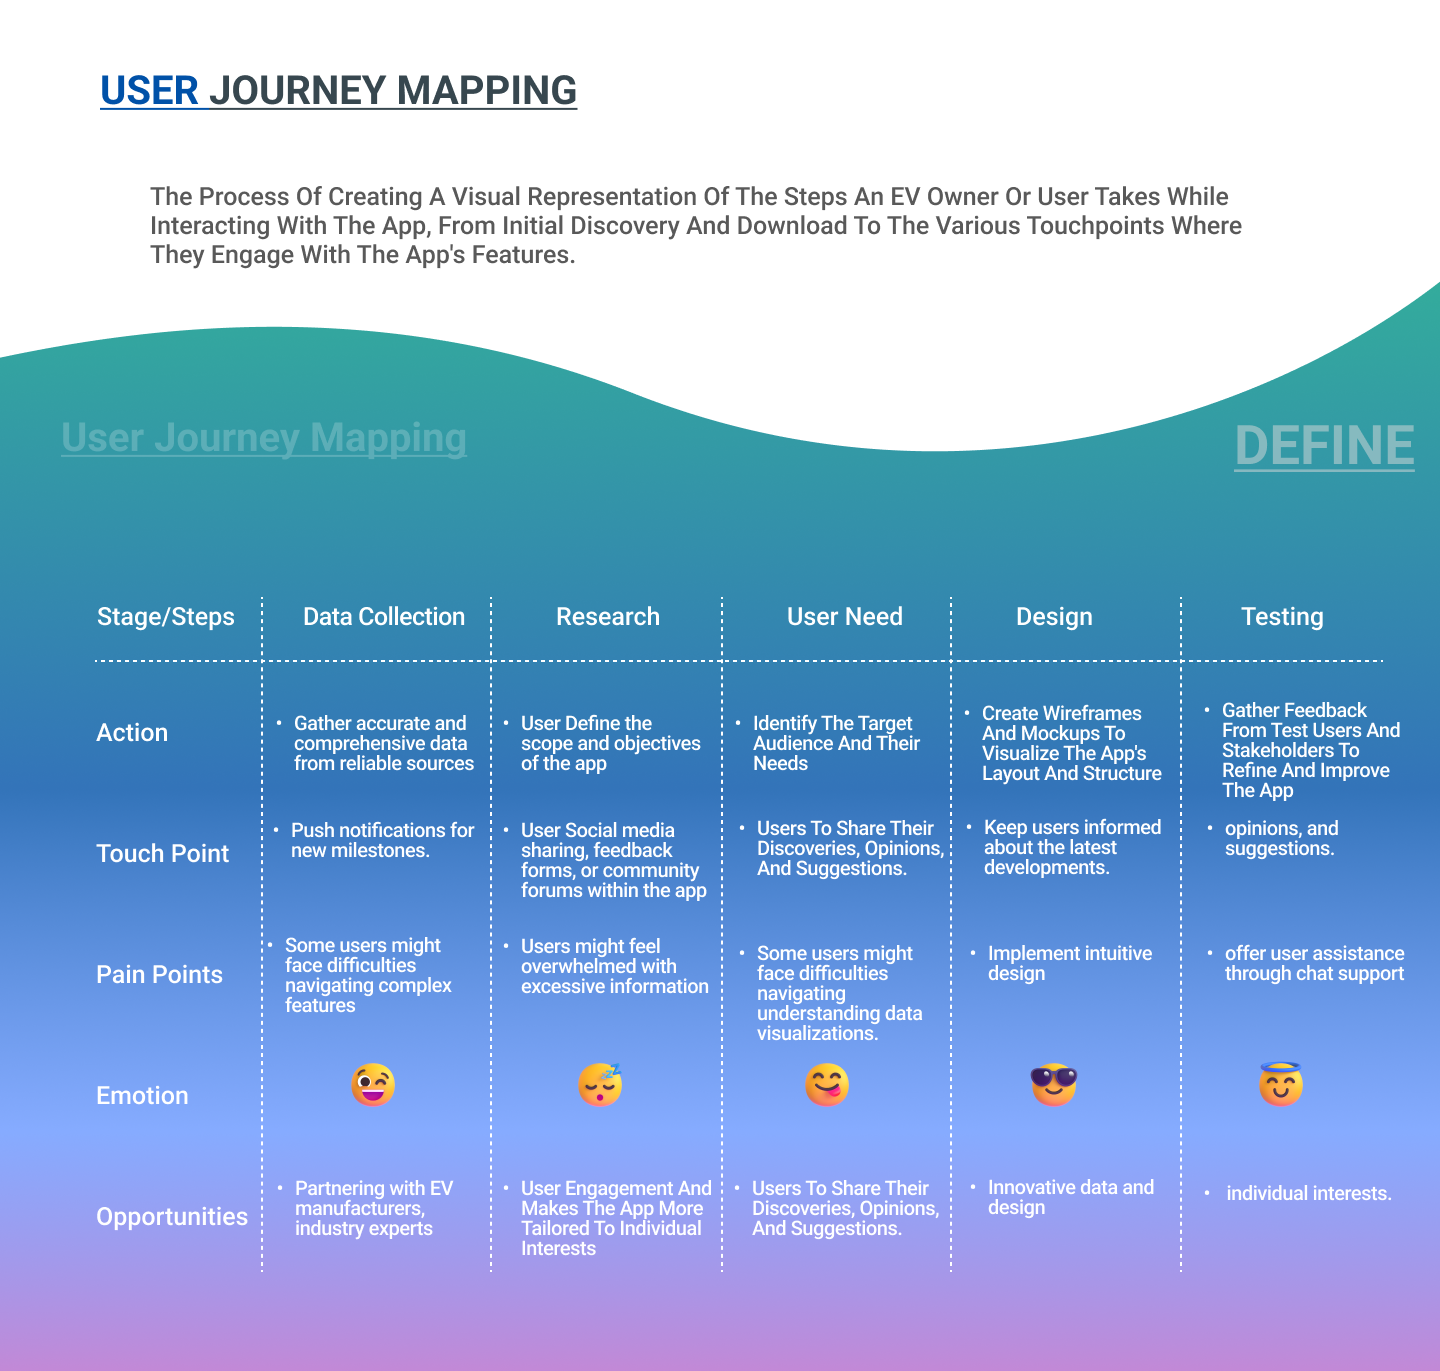 USER JOURNEY MAPPING
The Process Of Creating A Visual Representation Of The Steps An EV Owner Or User Takes While
Interacting With The App, From Initial Discovery And Download To The Various Touchpoints Where
They Engage With The App's Features.
User Journey Mapping
DEFINE
Stage/Steps
Data Collection
Research
User Need
Design
Testing
Action
• Gather accurate and
comprehensive data
from reliable sources
• User Define the
scope and objectives
of the app
• Identify The Target
Audience And Their
Needs
• Create Wireframes
And Mockups To
Visualize The App's
Layout And Structure
• Gather Feedback
From Test Users And
Stakeholders To
Refine And Improve
The App
Touch Point
• Push notifications for
new milestones.
• User Social media
sharing, feedback
forms, or community
forums within the app
• Users To Share Their
Discoveries, Opinions,
And Suggestions.
• Keep users informed
about the latest
developments.
• opinions, and
suggestions.
Pain Points
• Some users might
face difficulties
navigating complex
features
• Users might feel
overwhelmed with
excessive information
• Some users might
face difficulties
navigating
understanding data
visualizations.
• Implement intuitive
design
• offer user assistance
through chat support
Emotion
Opportunities
• Partnering with EV
manufacturers,
industry experts
• User Engagement And
Makes The App More
Tailored To Individual
Interests
• Users To Share Their
Discoveries, Opinions,
And Suggestions.
• Innovative data and
design
• individual interests.